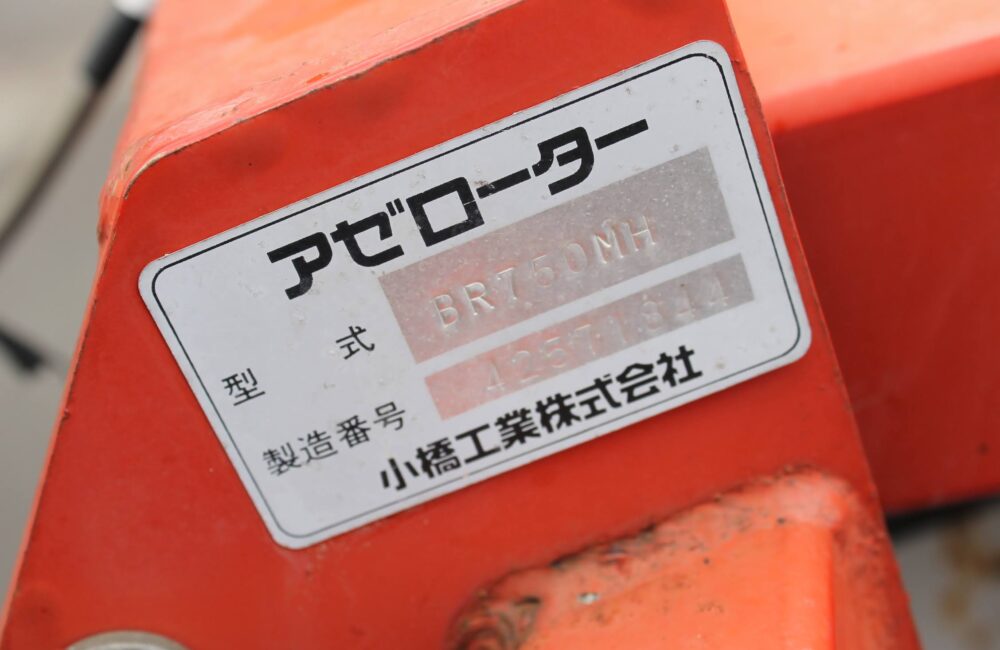 アゼローター
型式 BR750MH
製造番号 42571344
小橋工業株式会社